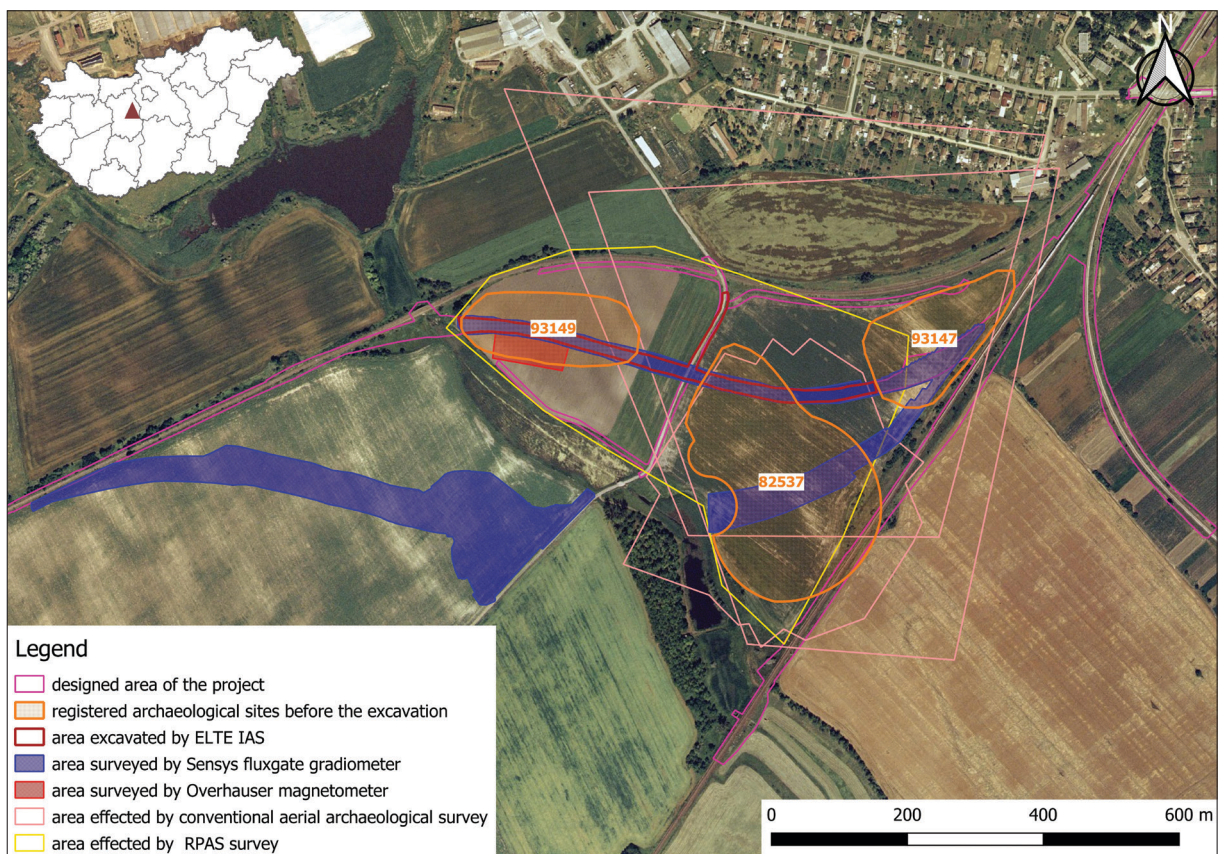 N
93149
93147
82537
Legend
designed area of the project
registered archaeological sites before the excavation
area excavated by ELTE IAS
area surveyed by Sensys fluxgate gradiometer
area surveyed by Overhauser magnetometer
area effected by conventional aerial archaeological survey
area effected by RPAS survey
0 200 400 600 m